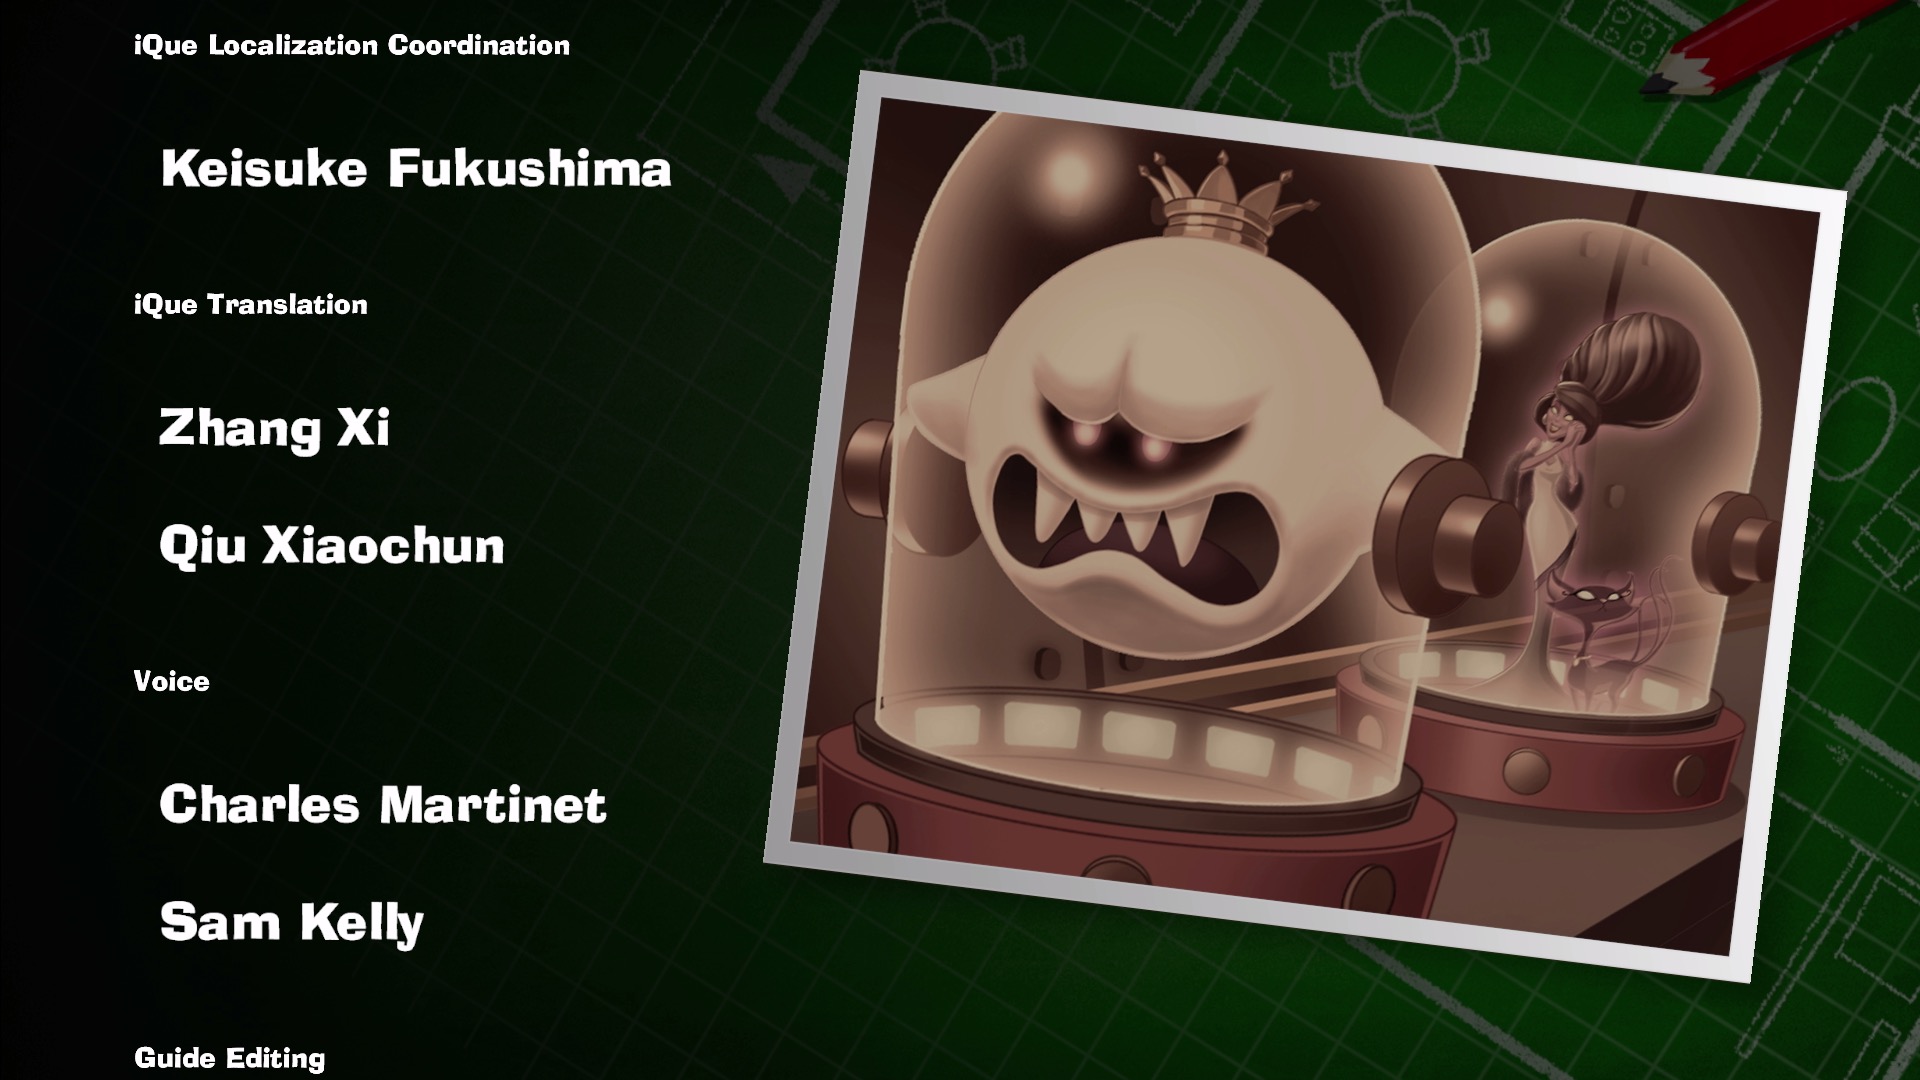 iQue Localization Coordination
Keisuke Fukushima
iQue Translation
Zhang Xi
Qiu Xiaochun
Voice
Charles Martinet
Sam Kelly
Guide Editing